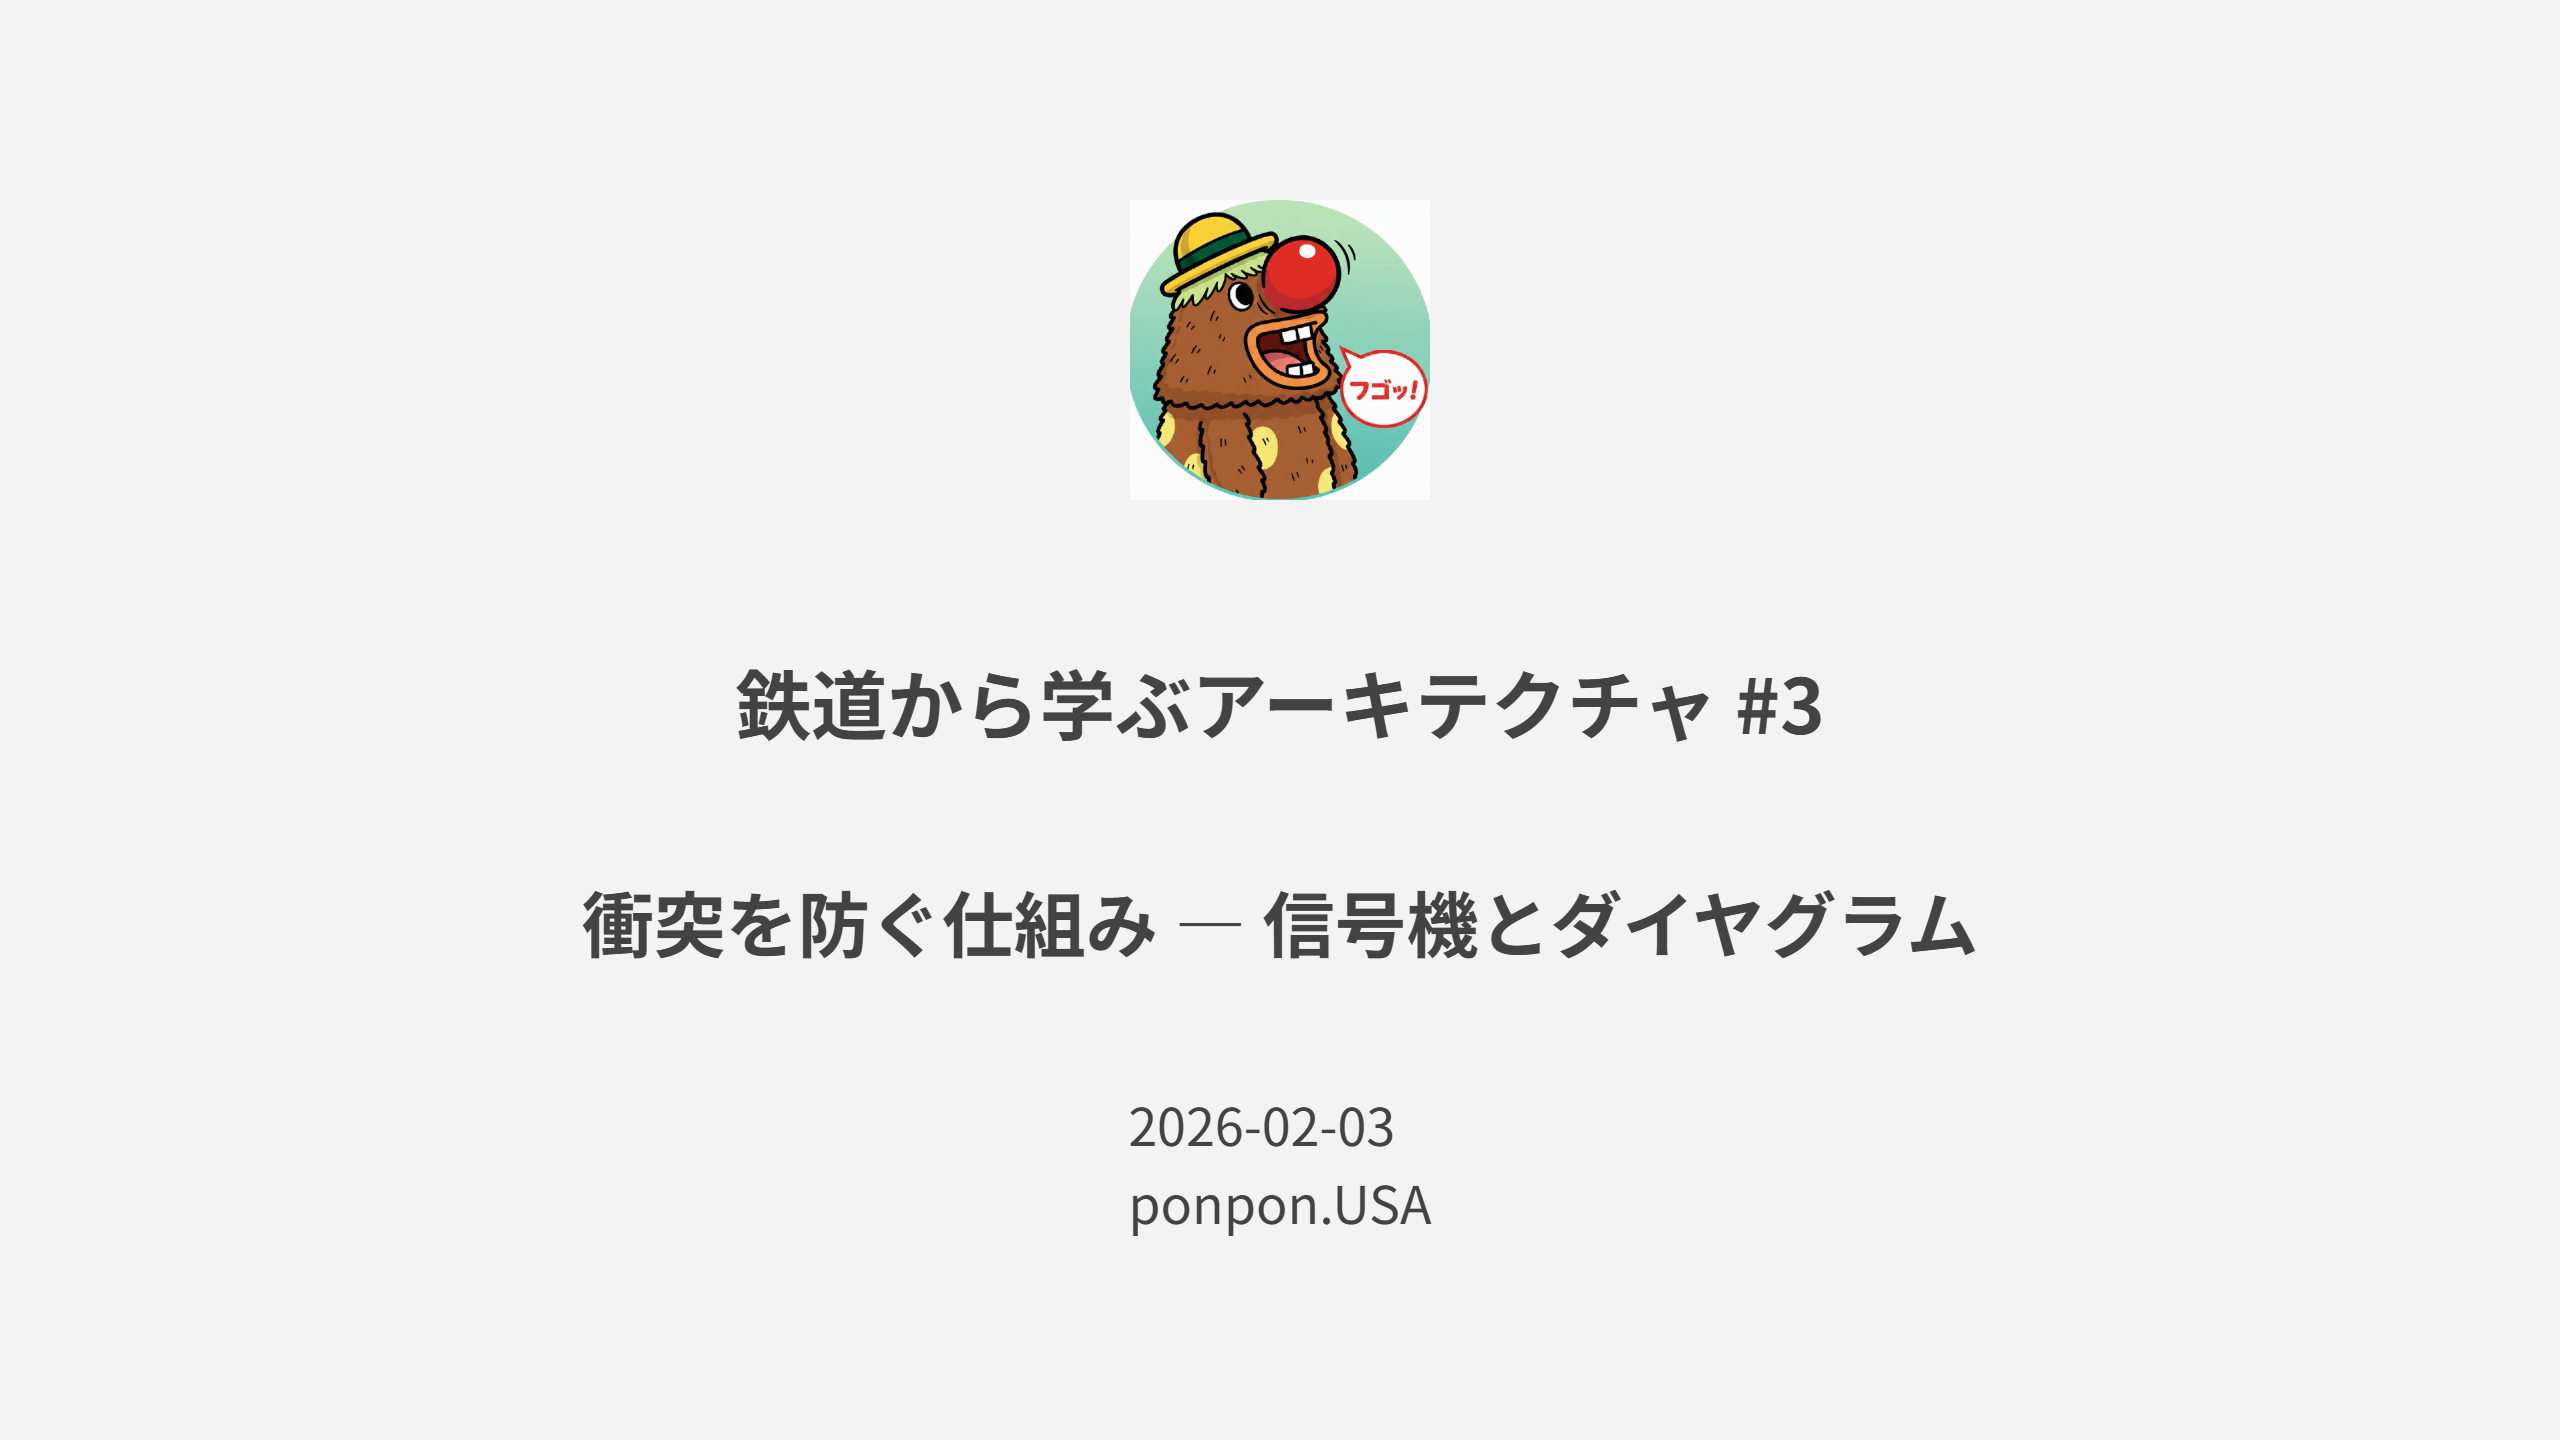 フゴッ!
鉄道から学ぶアーキテクチャ #3
衝突を防ぐ仕組み — 信号機とダイヤグラム
2026-02-03
ponpon.USA